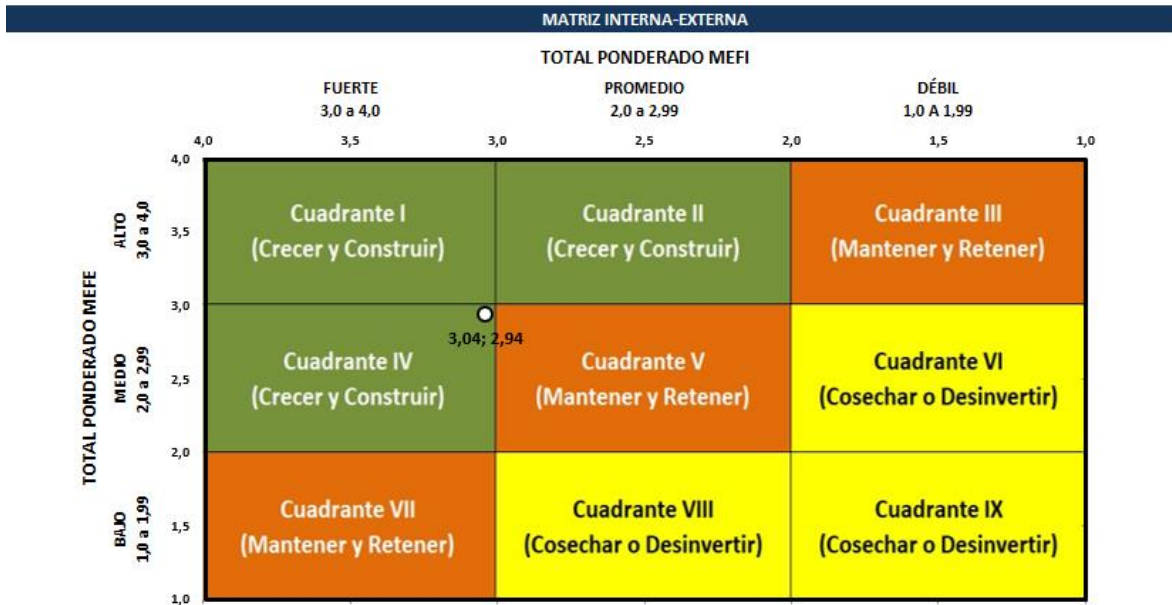 MATRIZ INTERNA-EXTERNA
TOTAL PONDERADO MEFI
FUERTE
3,0 a 4,0
PROMEDIO
2,0 a 2,99
DÉBIL
1,0 A 1,99
4,0 3,5 3,0 2,5 2,0 1,5 1,0
TOTAL PONDERADO MEFE
ALTO
3,0 a 4,0
MEDIO
2,0 a 2,99
BAJO
1,0 a 1,99
4,0
3,5
3,0
2,5
2,0
1,5
1,0
Cuadrante I
(Crecer y Construir)
Cuadrante II
(Crecer y Construir)
Cuadrante III
(Mantener y Retener)
3,04; 2,94
Cuadrante IV
(Crecer y Construir)
Cuadrante V
(Mantener y Retener)
Cuadrante VI
(Cosechar o Desinvertir)
Cuadrante VII
(Mantener y Retener)
Cuadrante VIII
(Cosechar o Desinvertir)
Cuadrante IX
(Cosechar o Desinvertir)